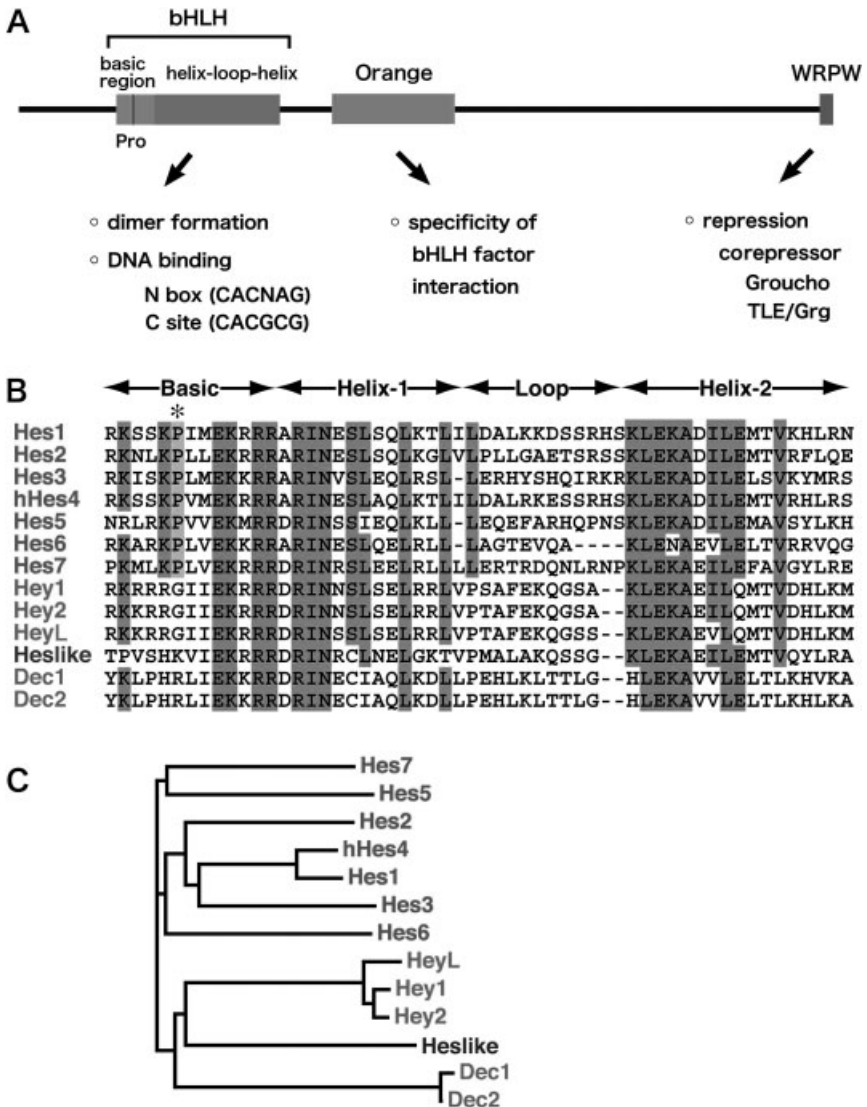 A
bHLH
basic region
helix-loop-helix
Orange
WRPW
Pro
○ dimer formation
○ DNA binding
N box (CACNAG)
C site (CACGCG)
○ specificity of
bHLH factor
interaction
○ repression
corepressor
Groucho
TLE/Grg
B
Basic Helix-1 Loop Helix-2
*
Hes1 RKSSKPIMEKRRRARINESLSQLKTLILDALKKDSSRHSKLEKADILEMTVKHLRN
Hes2 RKNLKPLLEKRRRARINESLSQLKGLVLPLLGAETSRSSKLEKADILEMTVRFLQE
Hes3 RKISKPLMEKKRRARINVSLEQLRSL-LERHYSHQIRKRKLEKADILELSVKYMRS
hHes4 RKSSKPVMEKRRRARINESLAQLKTLILDALRKESSRHSKLEKADILEMTVRHLRS
Hes5 NRLRKPVVEKMRRDRINSSIEQLKLL-LEQEFARHQPNSKLEKADILEMAVSYLKH
Hes6 RKARKPLVEKKRRARINESLQELRLL-LAGTEVQA----KLENAEVLELTVRRVQG
Hes7 PKMLKPLVEKRRRDRINRSLEELRLLLLERTRDQNLRNPKLEKAEILEFAVGYLRE
Hey1 RKRRRGIIEKRRRDRINNSLSELRRLVPSAFEKQGSA--KLEKAEILQMTVDHLKM
Hey2 RKRRRGIIEKRRRDRINNSLSELRRLVPTAFEKQGSA--KLEKAEILQMTVDHLKM
HeyL RKKRRGIIEKRRRDRINSSLSELRRLVPTAFEKQGSS--KLEKAEVLQMTVDHLKM
Heslike TPVSHKVIEKRRRDRINRCLNELGKTVPMALAKQSSG--KLEKAEILEMTVQYLRA
Dec1 YKLPHRLIEKKRRDRINECIAQLKDLLPEHLKLTTLG--HLEKAVVLELTLKHVKA
Dec2 YKLPHRLIEKKRRDRINECIAQLKDLLPEHLKLTTLG--HLEKAVVLELTLKHLKA
C
Hes7
Hes5
Hes2
hHes4
Hes1
Hes3
Hes6
HeyL
Hey1
Hey2
Heslike
Dec1
Dec2